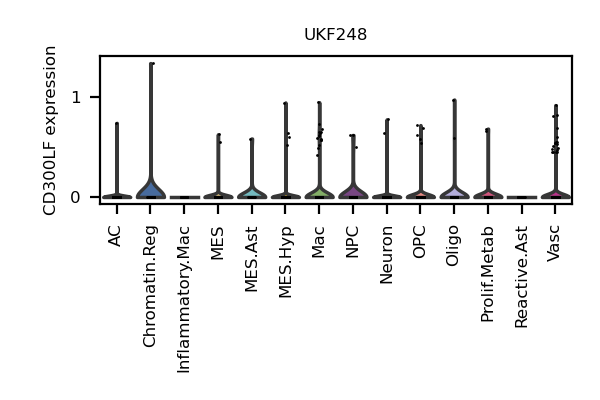 UKF248
CD300LF expression
1
0
AC
Chromatin.Reg
Inflammatory.Mac
MES
MES.Ast
MES.Hyp
Mac
NPC
Neuron
OPC
Oligo
Prolif.Metab
Reactive.Ast
Vasc